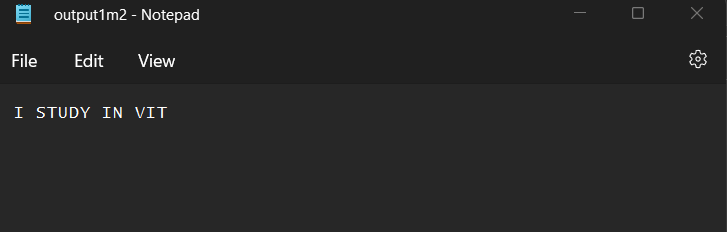 output1m2 - Notepad
File Edit View
I STUDY IN VIT